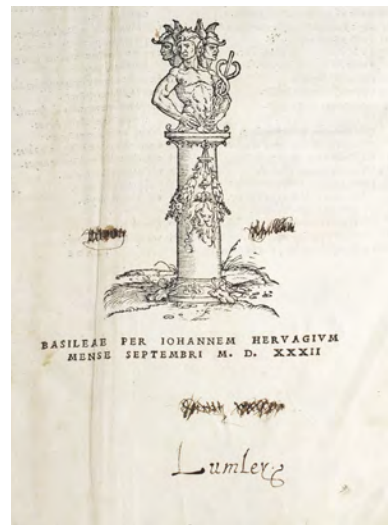 BASILEAE PER IOHANNEM HERVAGIVM
MENSE SEPTEMBRI M. D. XXXII
Lumley